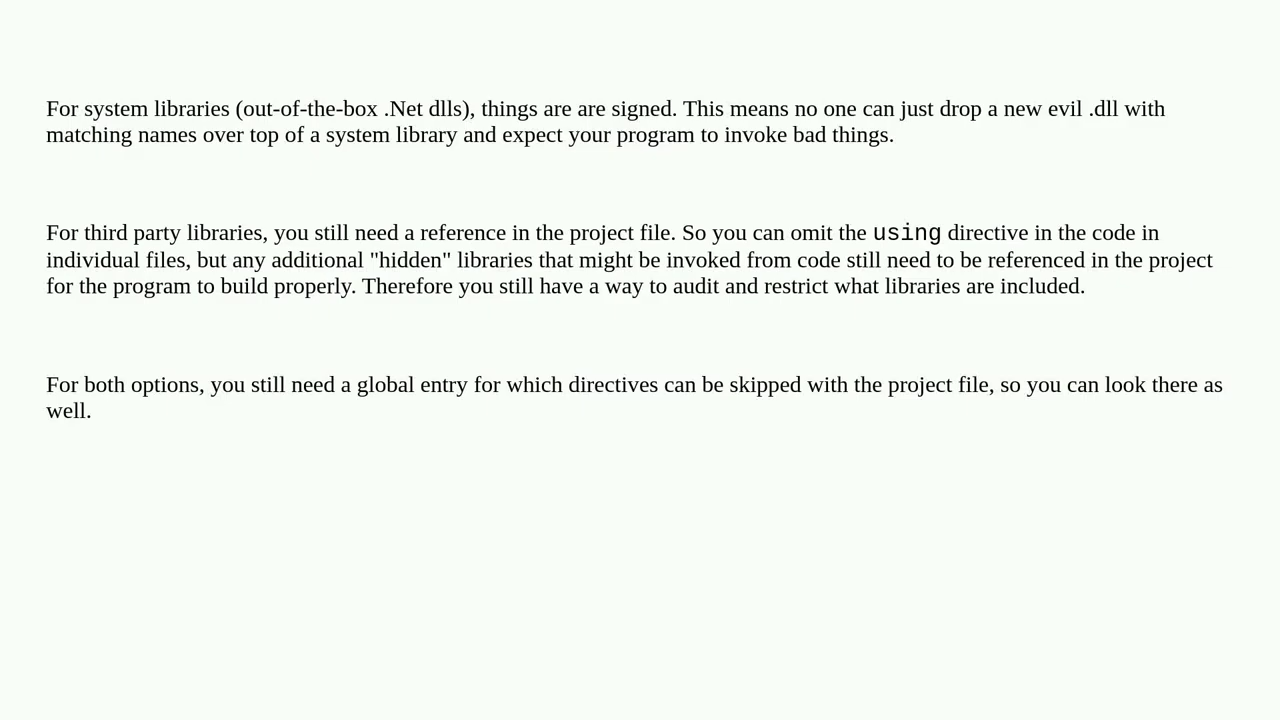 For system libraries (out-of-the-box .Net dlls), things are are signed. This means no one can just drop a new evil .dll with
matching names over top of a system library and expect your program to invoke bad things.
For third party libraries, you still need a reference in the project file. So you can omit the using directive in the code in
individual files, but any additional "hidden" libraries that might be invoked from code still need to be referenced in the project
for the program to build properly. Therefore you still have a way to audit and restrict what libraries are included.
For both options, you still need a global entry for which directives can be skipped with the project file, so you can look there as
well.